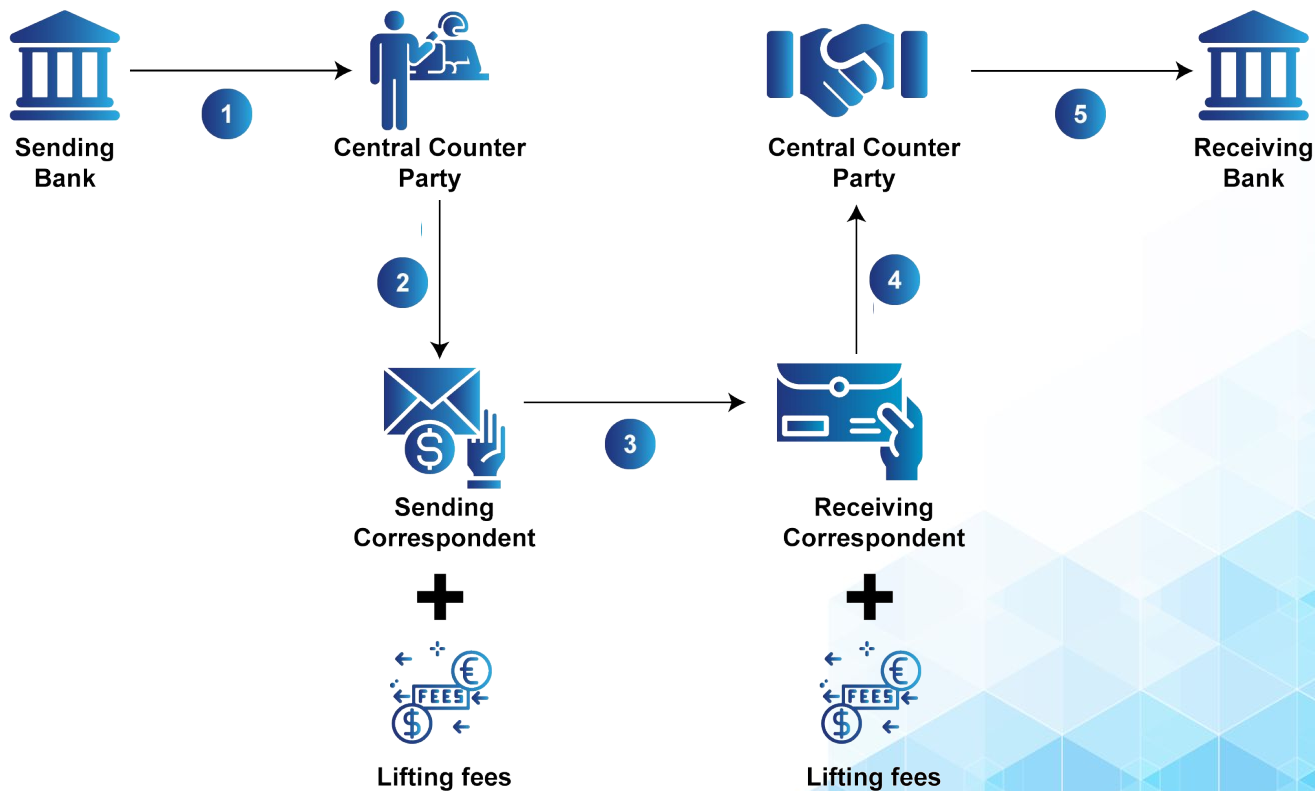 1
5
Sending
Bank
Central Counter
Party
Central Counter
Party
Receiving
Bank
2
4
$
3
Sending
Correspondent
Receiving
Correspondent
€
FEES
$
€
FEES
$
Lifting fees
Lifting fees